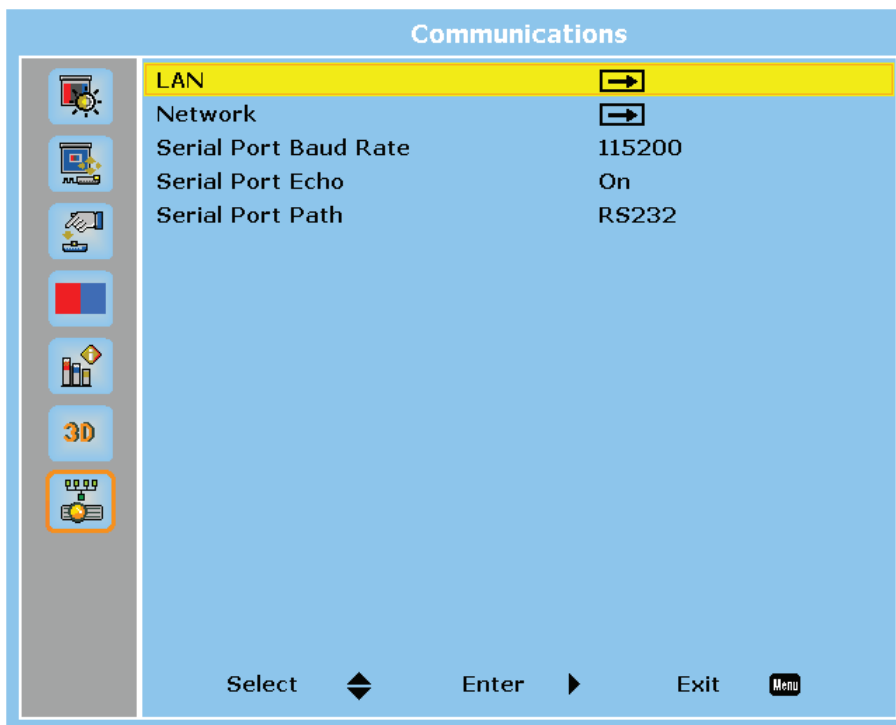 Communications
LAN
Network
Serial Port Baud Rate 115200
Serial Port Echo On
Serial Port Path RS232
3D
Select Enter Exit Menu